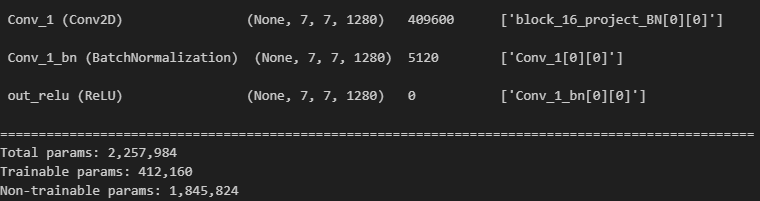 Conv_1 (Conv2D) (None, 7, 7, 1280) 409600 ['block_16_project_BN[0][0]']
Conv_1_bn (BatchNormalization) (None, 7, 7, 1280) 5120 ['Conv_1[0][0]']
out_relu (ReLU) (None, 7, 7, 1280) 0 ['Conv_1_bn[0][0]']
==================================================================================================
Total params: 2,257,984
Trainable params: 412,160
Non-trainable params: 1,845,824